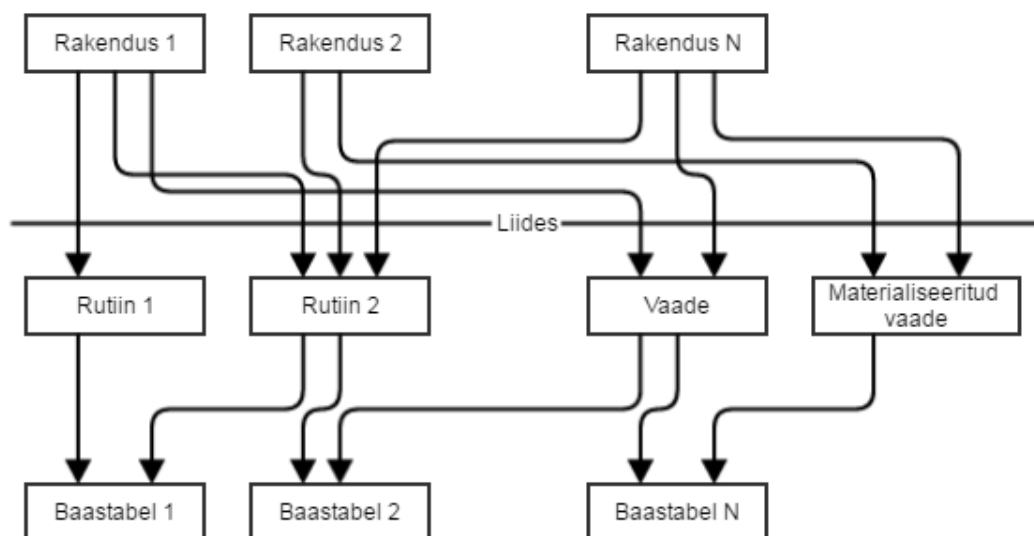 Rakendus 1
Rakendus 2
Rakendus N
Liides
Rutiin 1
Rutiin 2
Vaade
Materialiseeritud
vaade
Baastabel 1
Baastabel 2
Baastabel N